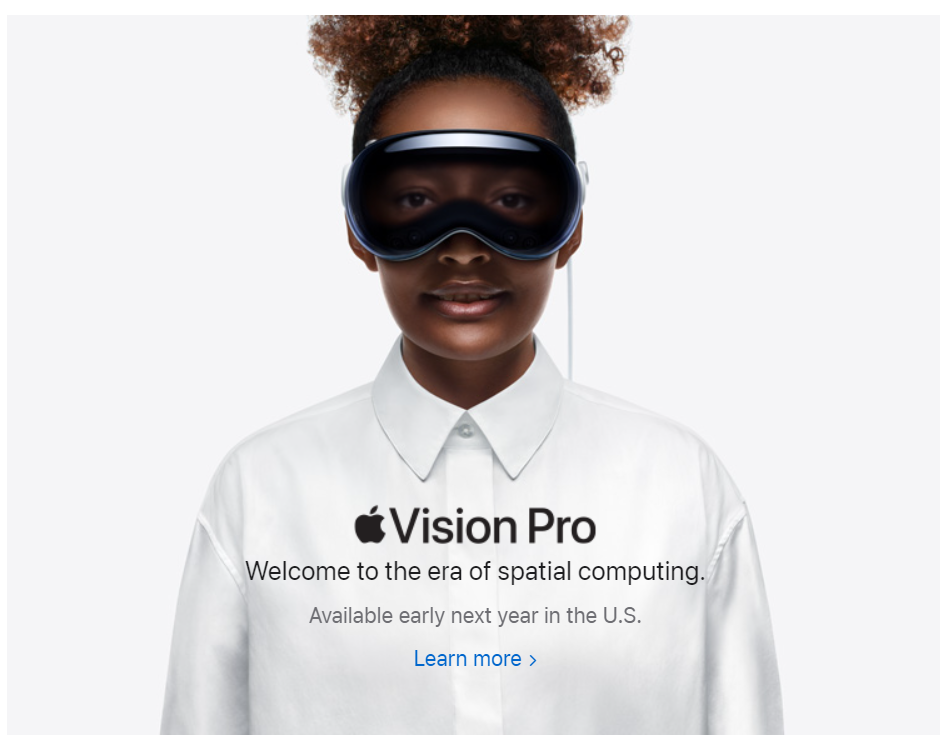 Vision Pro
Welcome to the era of spatial computing.
Available early next year in the U.S.
Learn more >